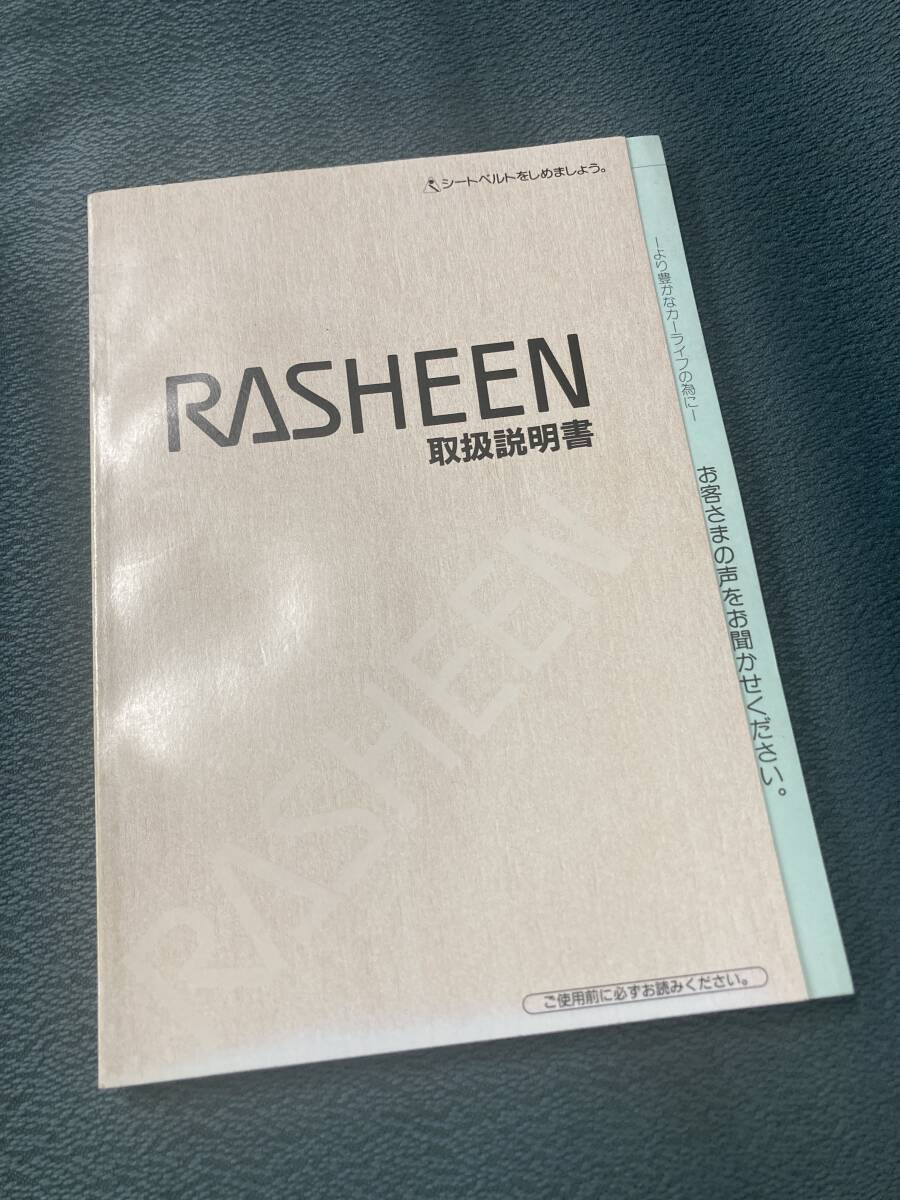 シートベルトをしめましょう。
RASHEEN
取扱説明書
RASHEEN
ご使用前に必ずお読みください。
ーより豊かなカーライフの為にー
お客さまの声をお聞かせください。